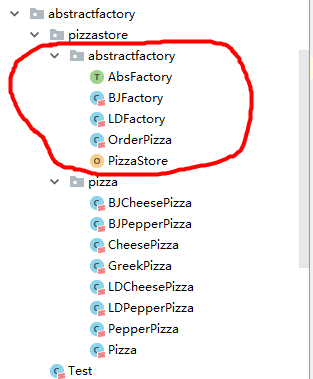 abstractfactory
pizzastore
abstractfactory
AbsFactory
BJFactory
LDFactory
OrderPizza
PizzaStore
pizza
BJCheesePizza
BJPepperPizza
CheesePizza
GreekPizza
LDCheesePizza
LDPepperPizza
PepperPizza
Pizza
Test